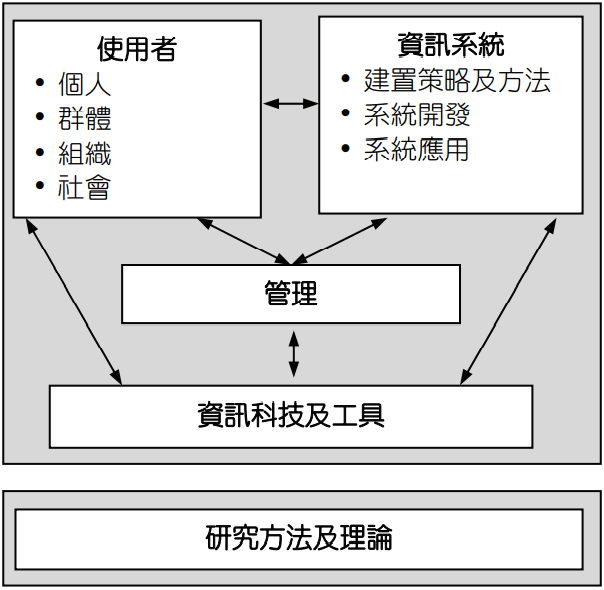 使用者
• 個人
• 群體
• 組織
• 社會
資訊系統
• 建置策略及方法
• 系統開發
• 系統應用
管理
資訊科技及工具
研究方法及理論